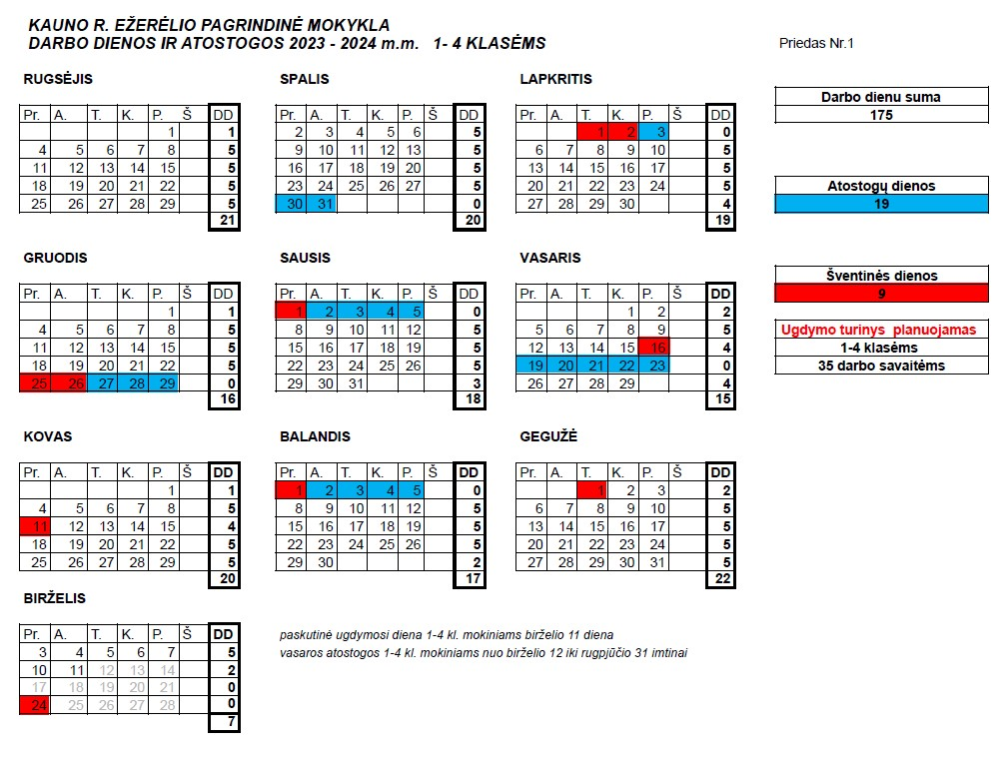 KAUNO R. EŽERĖLIO PAGRINDINĖ MOKYKLA
DARBO DIENOS IR ATOSTOGOS 2023 - 2024 m.m. 1- 4 KLASĖMS
Priedas Nr.1
RUGSĖJIS
Pr. A. T. K. P. Š DD
1 1
4 5 6 7 8 5
11 12 13 14 15 5
18 19 20 21 22 5
25 26 27 28 29 5
21
SPALIS
Pr. A. T. K. P. Š DD
2 3 4 5 6 5
9 10 11 12 13 5
16 17 18 19 20 5
23 24 25 26 27 5
30 31 0
20
LAPKRITIS
Pr. A. T. K. P. Š DD
1 2 3 0
6 7 8 9 10 5
13 14 15 16 17 5
20 21 22 23 24 5
27 28 29 30 4
19
Darbo dienu suma
175
Atostogų dienos
19
Šventinės dienos
9
Ugdymo turinys planuojamas
1-4 klasėms
35 darbo savaitėms
GRUODIS
Pr. A. T. K. P. Š DD
1 1
4 5 6 7 8 5
11 12 13 14 15 5
18 19 20 21 22 5
25 26 27 28 29 0
16
SAUSIS
Pr. A. T. K. P. Š DD
1 2 3 4 5 0
8 9 10 11 12 5
15 16 17 18 19 5
22 23 24 25 26 5
29 30 31 3
18
VASARIS
Pr. A. T. K. P. Š DD
1 2 2
5 6 7 8 9 5
12 13 14 15 16 4
19 20 21 22 23 0
26 27 28 29 4
15
KOVAS
Pr. A. T. K. P. Š DD
1 1
4 5 6 7 8 5
11 12 13 14 15 4
18 19 20 21 22 5
25 26 27 28 29 5
20
BALANDIS
Pr. A. T. K. P. Š DD
1 2 3 4 5 0
8 9 10 11 12 5
15 16 17 18 19 5
22 23 24 25 26 5
29 30 2
17
GEGUŽĖ
Pr. A. T. K. P. Š DD
1 2 3 2
6 7 8 9 10 5
13 14 15 16 17 5
20 21 22 23 24 5
27 28 29 30 31 5
22
BIRŽELIS
Pr. A. T. K. P. Š DD
3 4 5 6 7 5
10 11 12 13 14 2
17 18 19 20 21 0
24 25 26 27 28 0
7
paskutinė ugdymosi diena 1-4 kl. mokiniams birželio 11 diena
vasaros atostogos 1-4 kl. mokiniams nuo birželio 12 iki rugpjūčio 31 imtinai